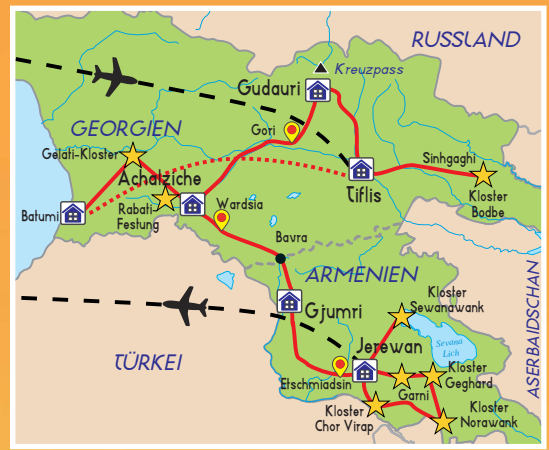 RUSSLAND
Kreuzpass
Gudauri
GEORGIEN
Gori
Gelati-Kloster
Sinhgaghi
Achalziche
Tiflis
Kloster
Bodbe
Rabati-
Festung
Wardsia
Batumi
Bavra
ARMENIEN
ASERBAIDSCHAN
Kloster
Sewanawank
Gjumri
TÜRKEI
Jerewan
Sevana
Lich
Etschmiadsin
Kloster
Geghard
Garni
Kloster
Chor Virap
Kloster
Norawank